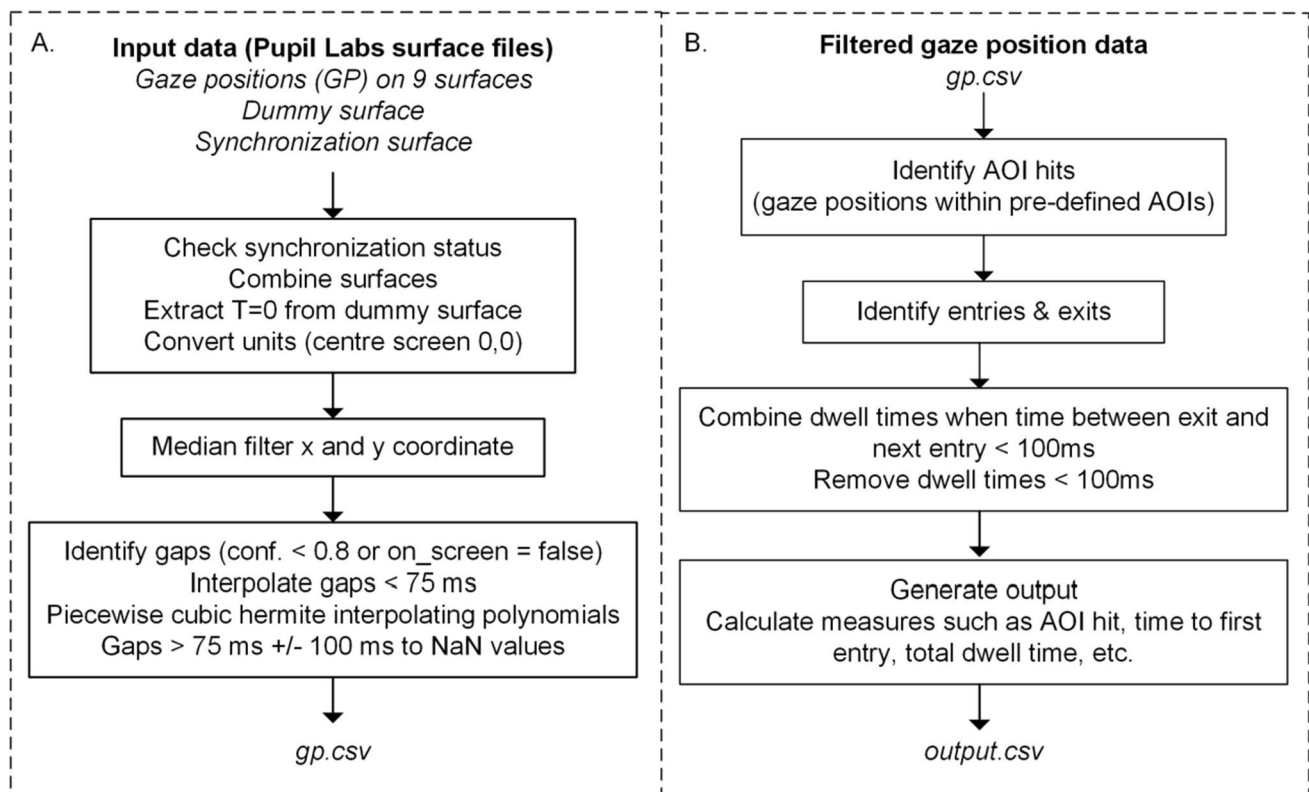 A.
Input data (Pupil Labs surface files)
Gaze positions (GP) on 9 surfaces
Dummy surface
Synchronization surface
Check synchronization status
Combine surfaces
Extract T=0 from dummy surface
Convert units (centre screen 0,0)
Median filter x and y coordinate
Identify gaps (conf. < 0.8 or on_screen = false)
Interpolate gaps < 75 ms
Piecewise cubic hermite interpolating polynomials
Gaps > 75 ms +/- 100 ms to NaN values
gp.csv
B.
Filtered gaze position data
gp.csv
Identify AOI hits
(gaze positions within pre-defined AOIs)
Identify entries & exits
Combine dwell times when time between exit and
next entry < 100ms
Remove dwell times < 100ms
Generate output
Calculate measures such as AOI hit, time to first
entry, total dwell time, etc.
output.csv